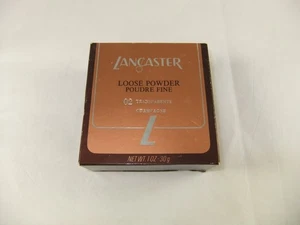 LANCASTER
LOOSE POWDER
POUDRE FINE
02
L
NET WT. 1 OZ · 30 g